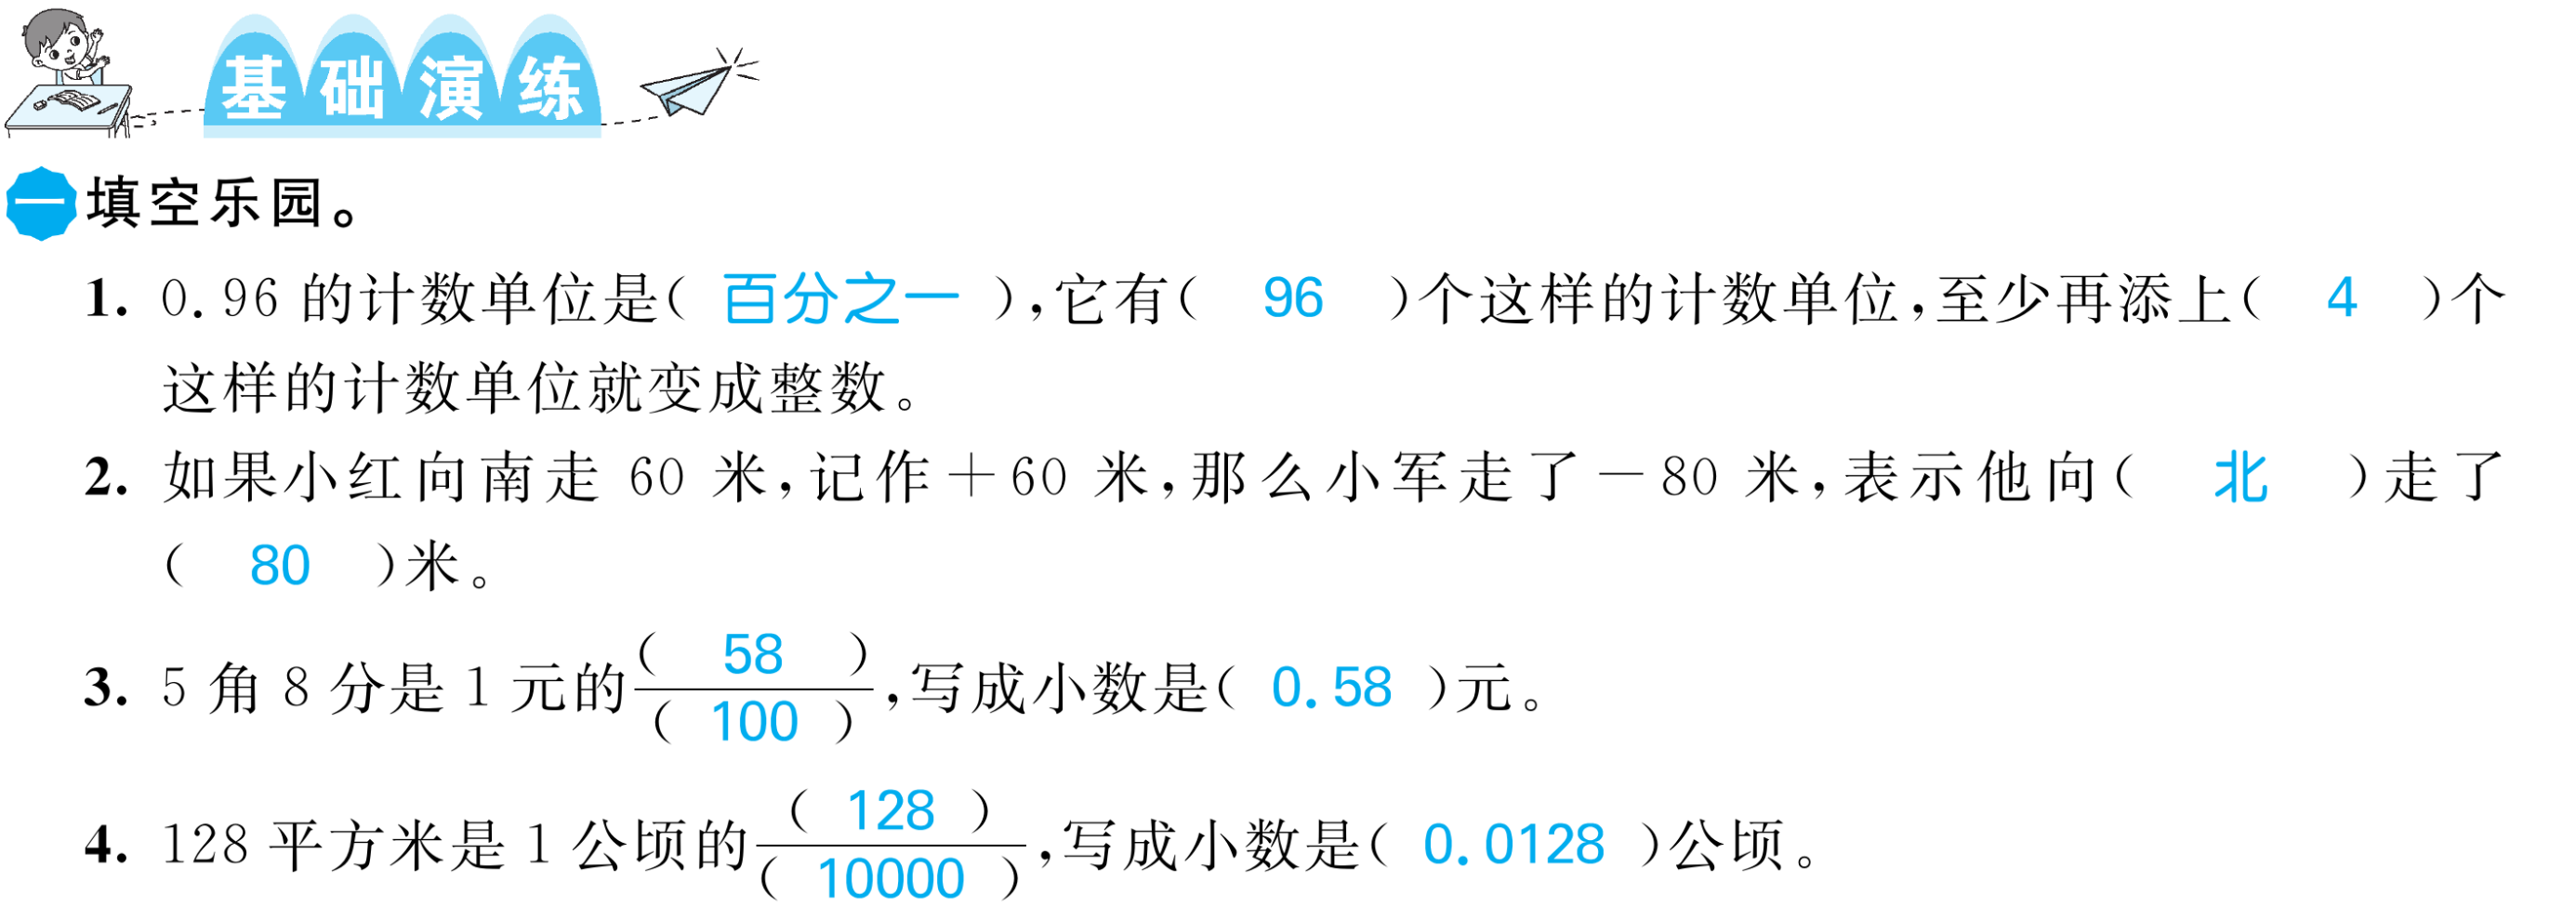 基础演练
一 填空乐园。
1. 0.96的计数单位是( 百分之一 ),它有( 96 )个这样的计数单位,至少再添上( 4 )个
这样的计数单位就变成整数。
2. 如果小红向南走 60 米,记作+60 米,那么小军走了-80 米,表示他向( 北 )走了
( 80 )米。
3. 5角8分是1元的( 58 )/( 100 ),写成小数是( 0.58 )元。
4. 128平方米是1公顷的( 128 )/( 10000 ),写成小数是( 0.0128 )公顷。